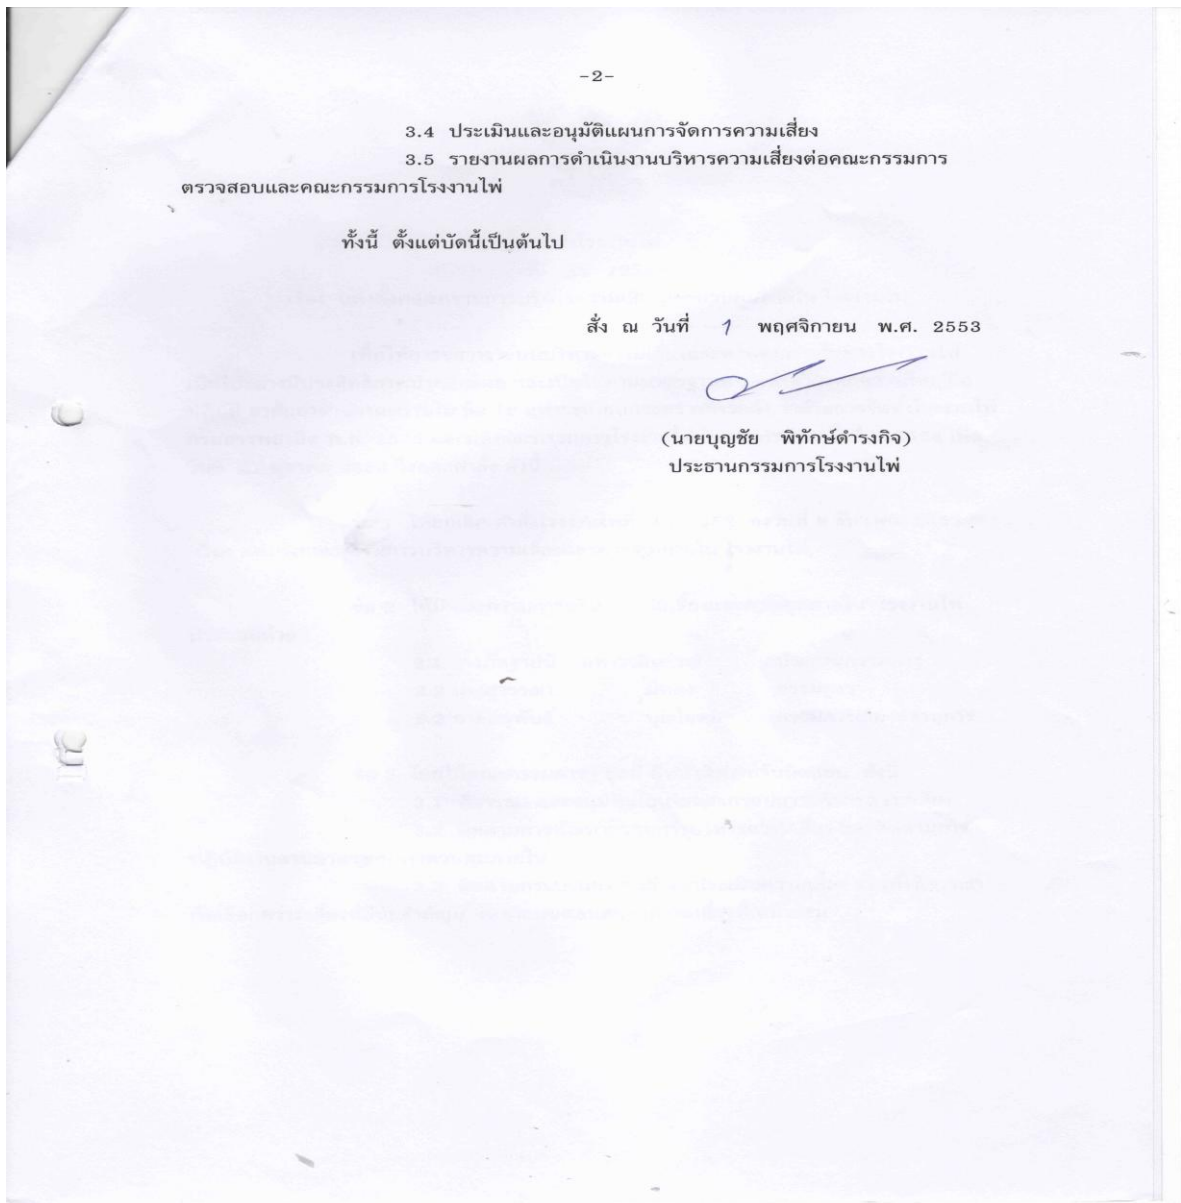 -2-
3.4 ประเมินและอนุมัติแผนการจัดการความเสี่ยง
3.5 รายงานผลการดำเนินงานบริหารความเสี่ยงต่อคณะกรรมการ
ตรวจสอบและคณะกรรมการโรงงานไพ่
ทั้งนี้ ตั้งแต่บัดนี้เป็นต้นไป
สั่ง ณ วันที่ 1 พฤศจิกายน พ.ศ. 2553
(นายบุญชัย พิทักษ์ดำรงกิจ)
ประธานกรรมการโรงงานไพ่